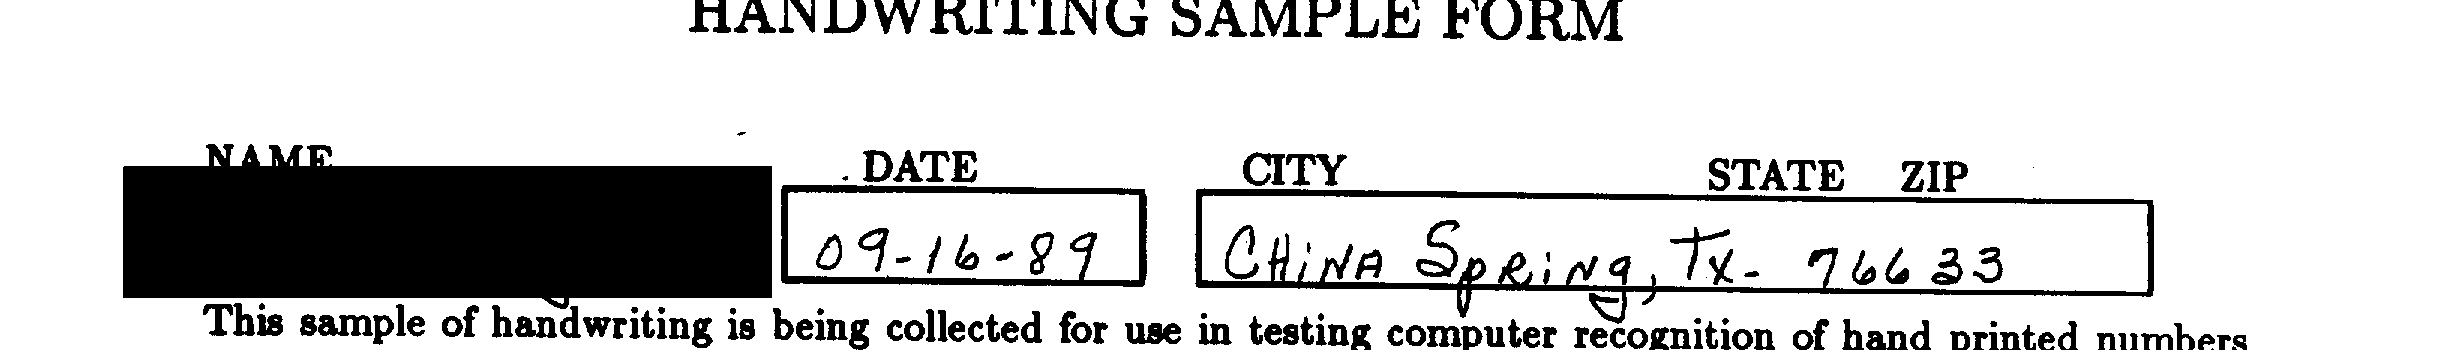 HANDWRITING SAMPLE FORM
NAME DATE CITY STATE ZIP
09-16-89 CHiNA SpRiNg, Tx- 76633
This sample of handwriting is being collected for use in testing computer recognition of hand printed numbers